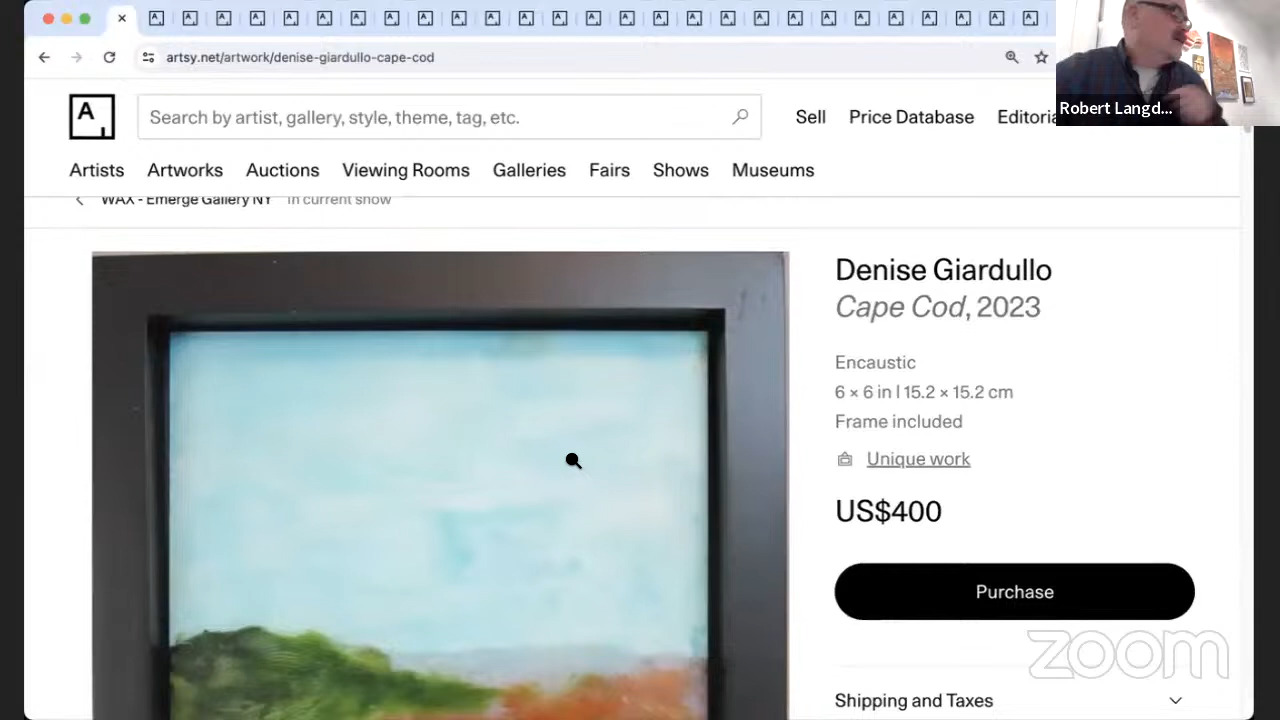 artsy.net/artwork/denise-giardullo-cape-cod
A
Search by artist, gallery, style, theme, tag, etc.
Sell Price Database Editoria
Robert Langd...
Artists Artworks Auctions Viewing Rooms Galleries Fairs Shows Museums
WAX - Emerge Gallery NY In current show
Denise Giardullo
Cape Cod, 2023
Encaustic
6 × 6 in | 15.2 × 15.2 cm
Frame included
Unique work
US$400
Purchase
zoom
Shipping and Taxes